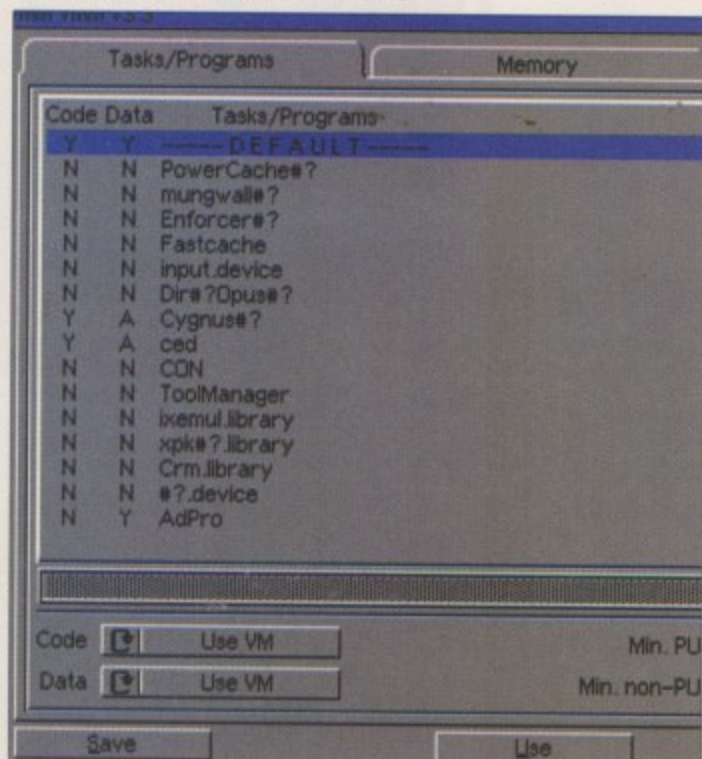 Tasks/Programs Memory
Code Data Tasks/Programs
Y Y -----DEFAULT-----
N N PowerCache#?
N N mungwall#?
N N Enforcer#?
N N Fastcache
N N input.device
N N Dir#?Opus#?
Y A Cygnus#?
Y A ced
N N CON
N N ToolManager
N N ixemul.library
N N xpk#?.library
N N Crm.library
N N #?.device
N Y AdPro
Code Use VM Min. PU
Data Use VM Min. non-PU
Save Use